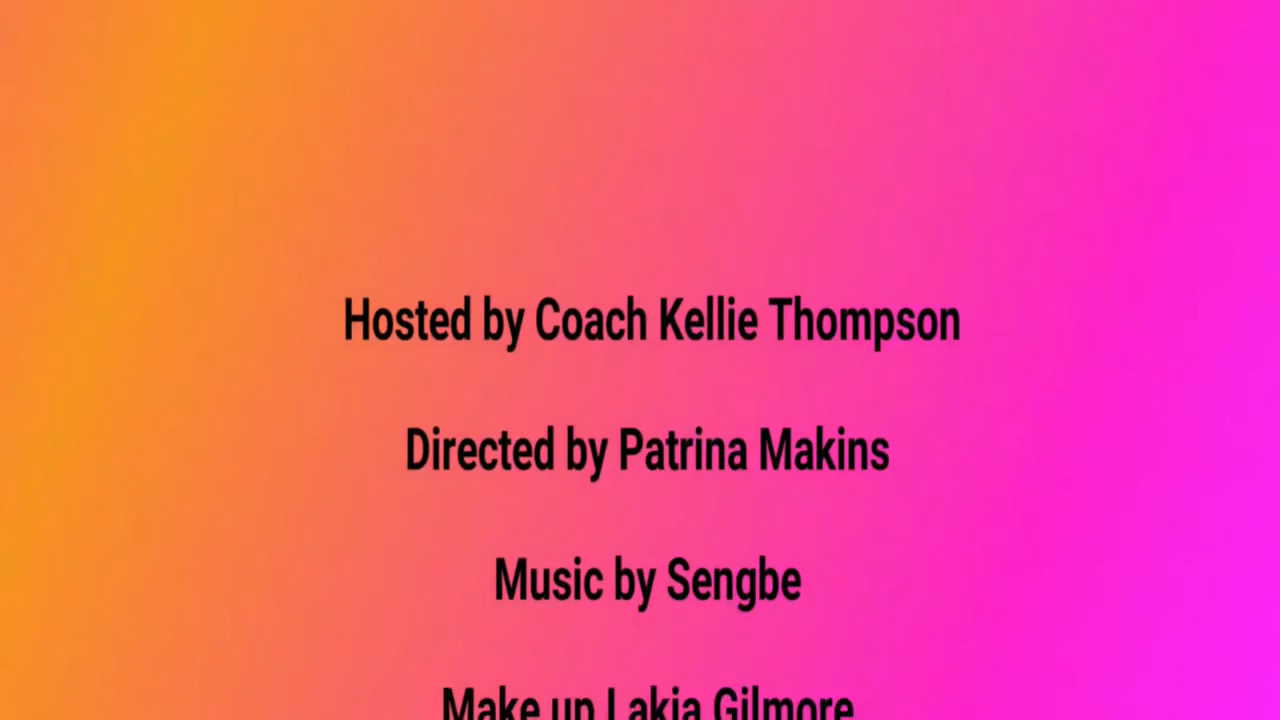 Hosted by Coach Kellie Thompson
Directed by Patrina Makins
Music by Sengbe
Make up Lakia Gilmore